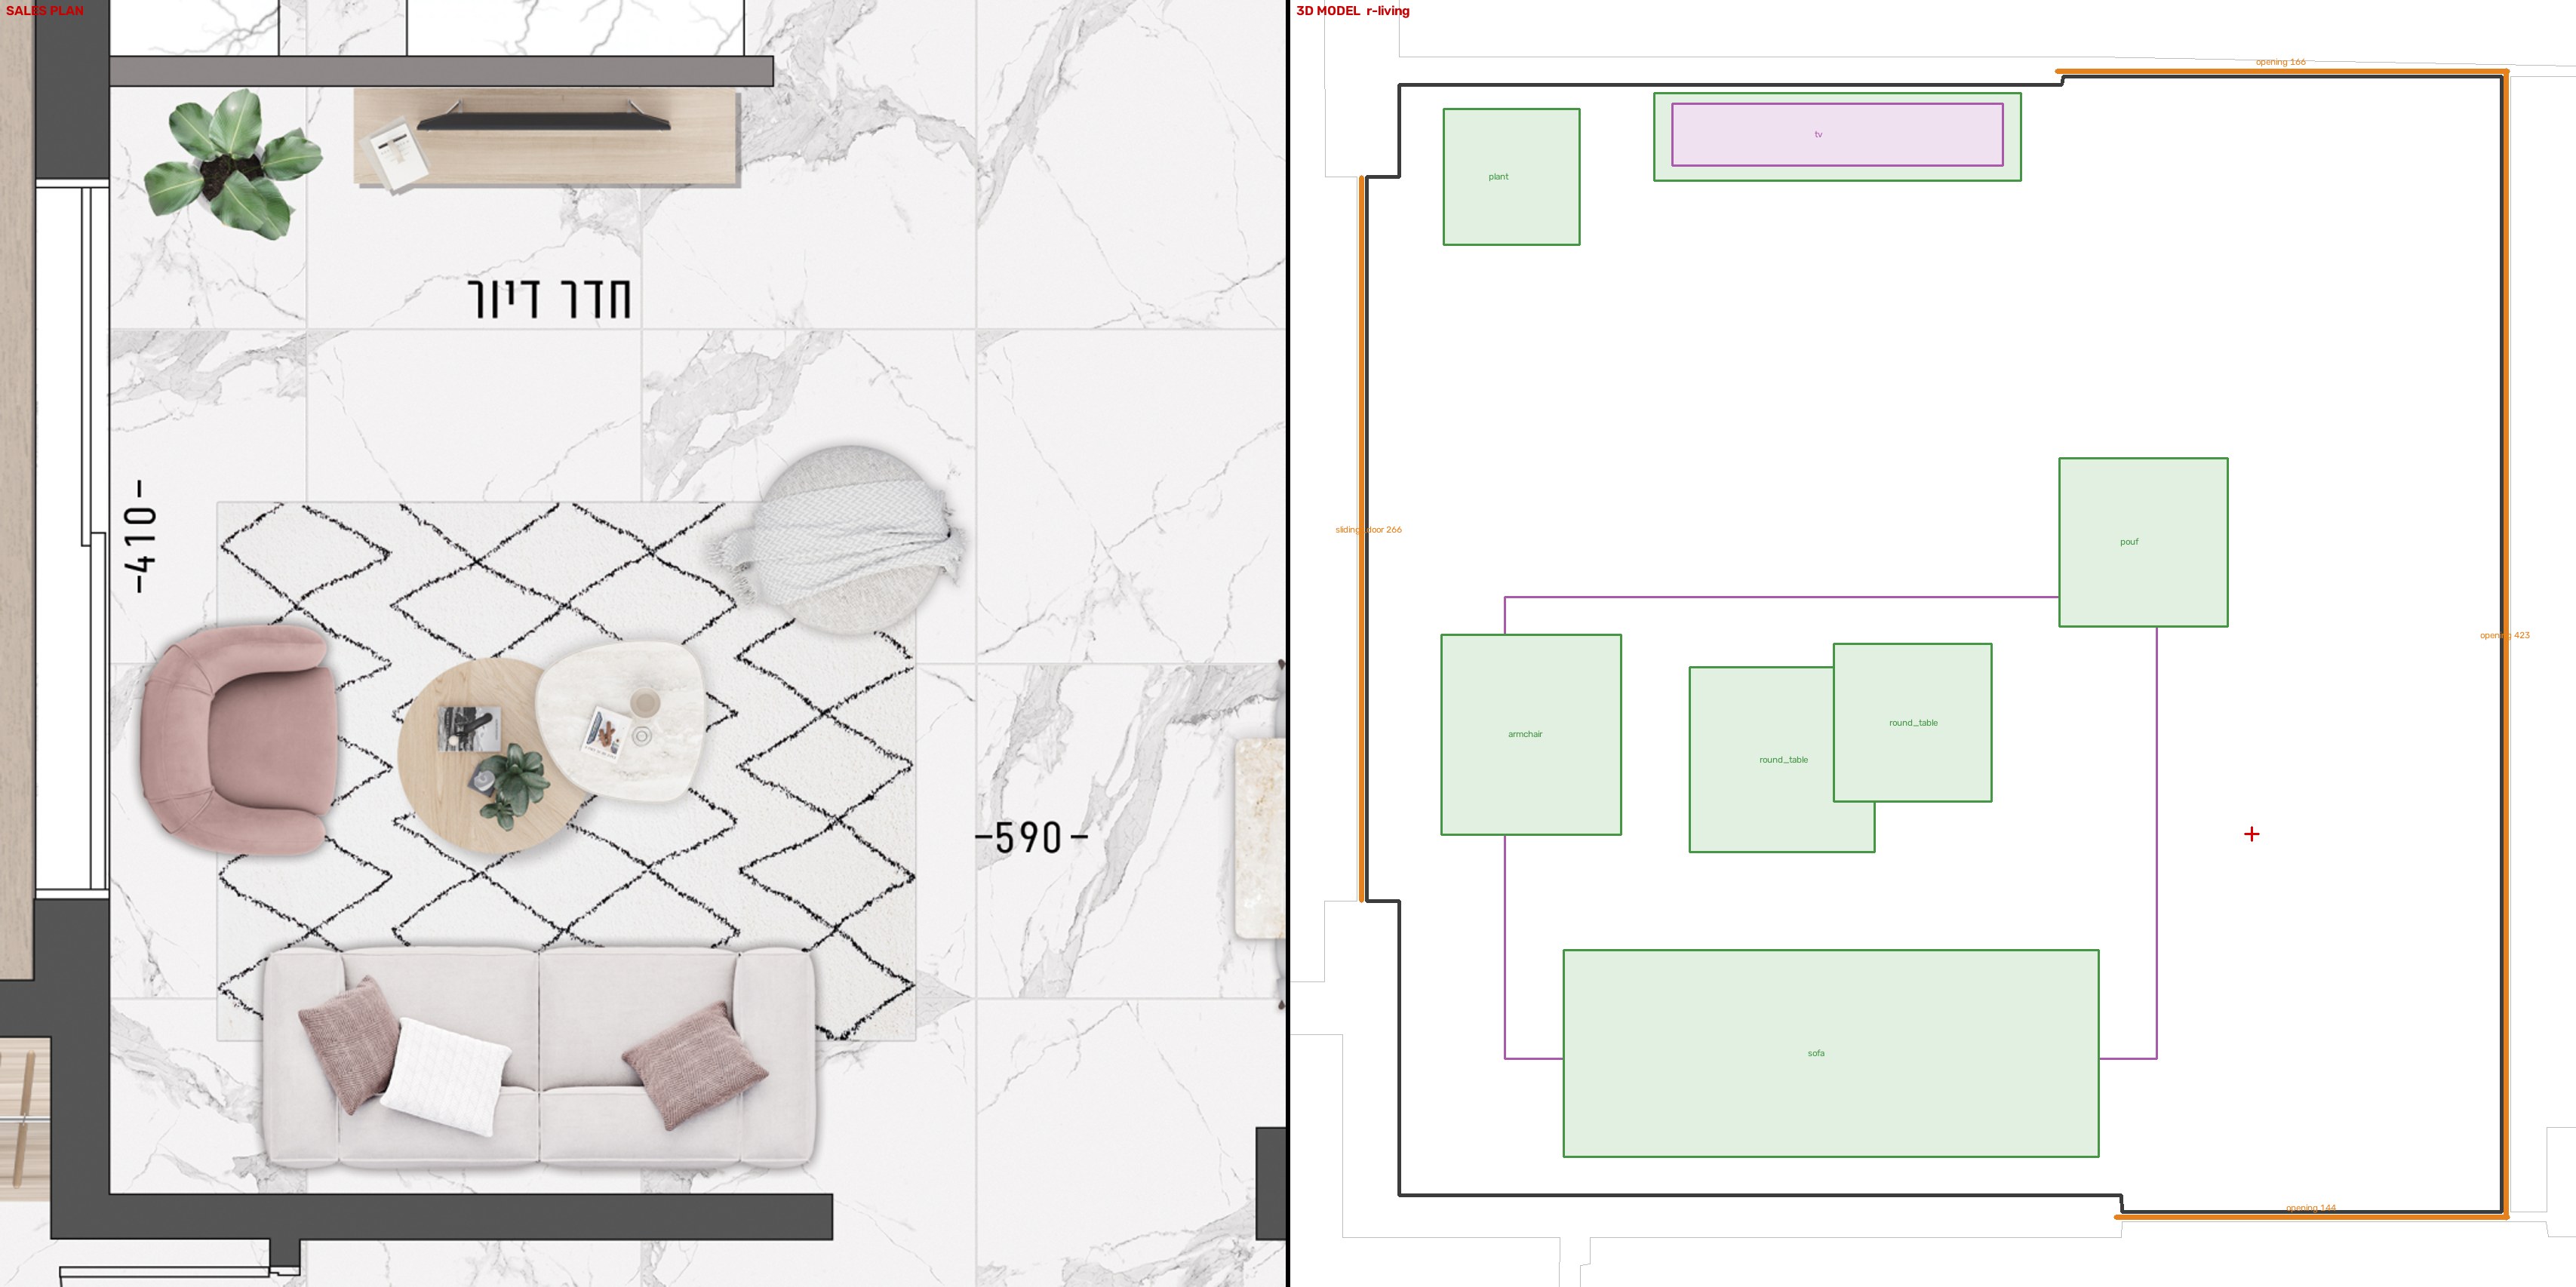 SALES PLAN
חדר דיור
-410-
-590-
3D MODEL r-living
opening 166
tv
plant
sliding door 266
pouf
opening 423
armchair
round_table
round_table
sofa
opening 144